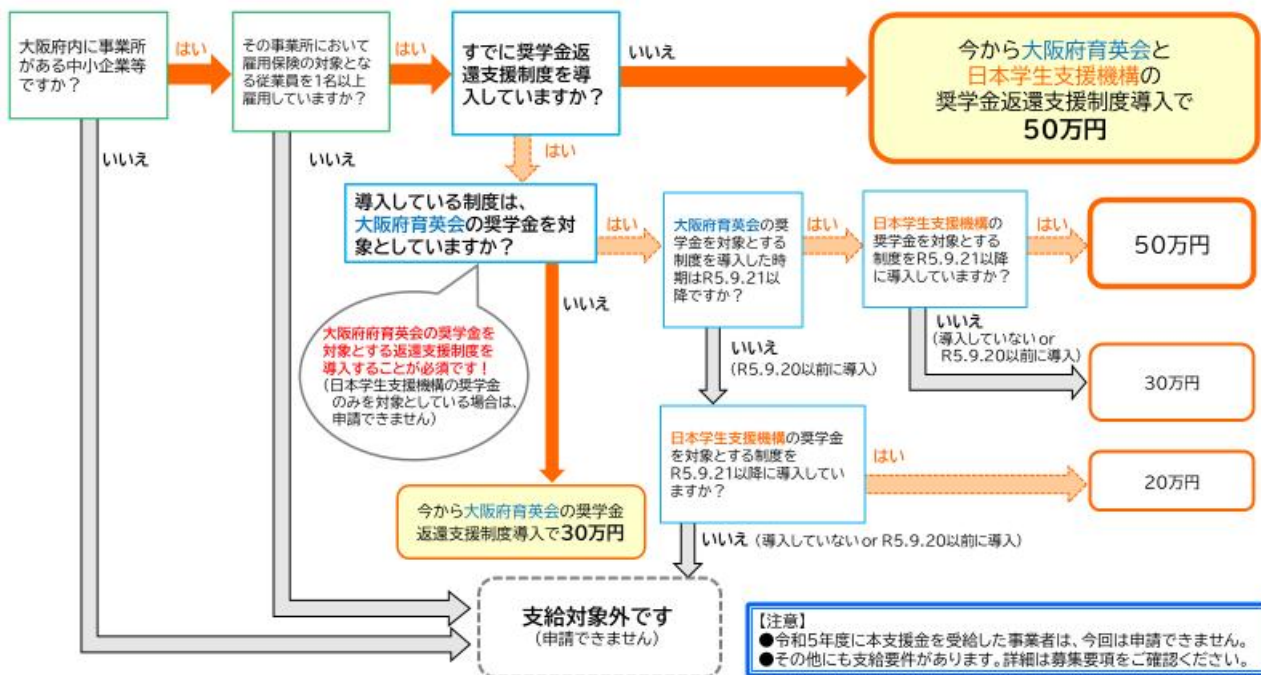 大阪府内に事業所
がある中小企業等
ですか？
はい
その事業所において
雇用保険の対象とな
る従業員を1名以上
雇用していますか？
はい
すでに奨学金返
還支援制度を導
入していますか？
いいえ
今から大阪府育英会と
日本学生支援機構の
奨学金返還支援制度導入で
50万円
いいえ
いいえ
はい
導入している制度は、
大阪府育英会の奨学金を対
象としていますか？
はい
大阪府育英会の奨
学金を対象とする
制度を導入した時
期はR5.9.21以
降ですか？
はい
日本学生支援機構の
奨学金を対象とする
制度をR5.9.21以降
に導入していますか？
はい
50万円
大阪府府育英会の奨学金を
対象とする返還支援制度を
導入することが必須です！
（日本学生支援機構の奨学金
のみを対象としている場合は、
申請できません）
いいえ
いいえ
（R5.9.20以前に導入）
いいえ
（導入していない or
R5.9.20以前に導入）
30万円
日本学生支援機構の奨学金
を対象とする制度を
R5.9.21以降に導入してい
ますか？
はい
20万円
今から大阪府育英会の奨学金
返還支援制度導入で30万円
いいえ（導入していない or R5.9.20以前に導入）
支給対象外です
（申請できません）
【注意】
●令和5年度に本支援金を受給した事業者は、今回は申請できません。
●その他にも支給要件があります。詳細は募集要項をご確認ください。